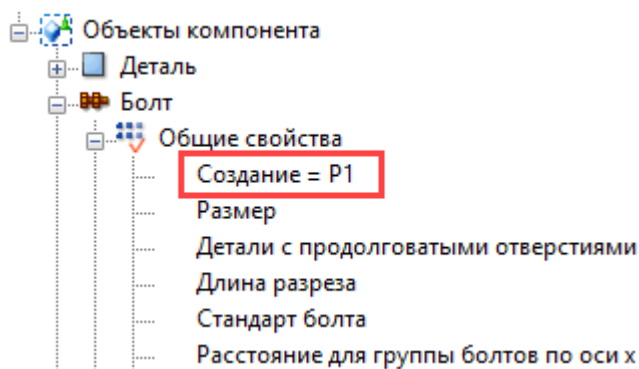 Объекты компонента
Деталь
Болт
Общие свойства
Создание = P1
Размер
Детали с продолговатыми отверстиями
Длина разреза
Стандарт болта
Расстояние для группы болтов по оси x